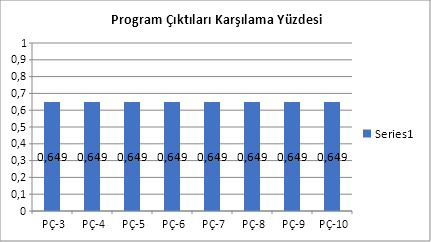 Program Çıktıları Karşılama Yüzdesi
1
0,9
0,8
0,7
0,6
0,5
0,4
0,3
0,2
0,1
0
0,649 0,649 0,649 0,649 0,649 0,649 0,649 0,649
PÇ-3 PÇ-4 PÇ-5 PÇ-6 PÇ-7 PÇ-8 PÇ-9 PÇ-10
Series1